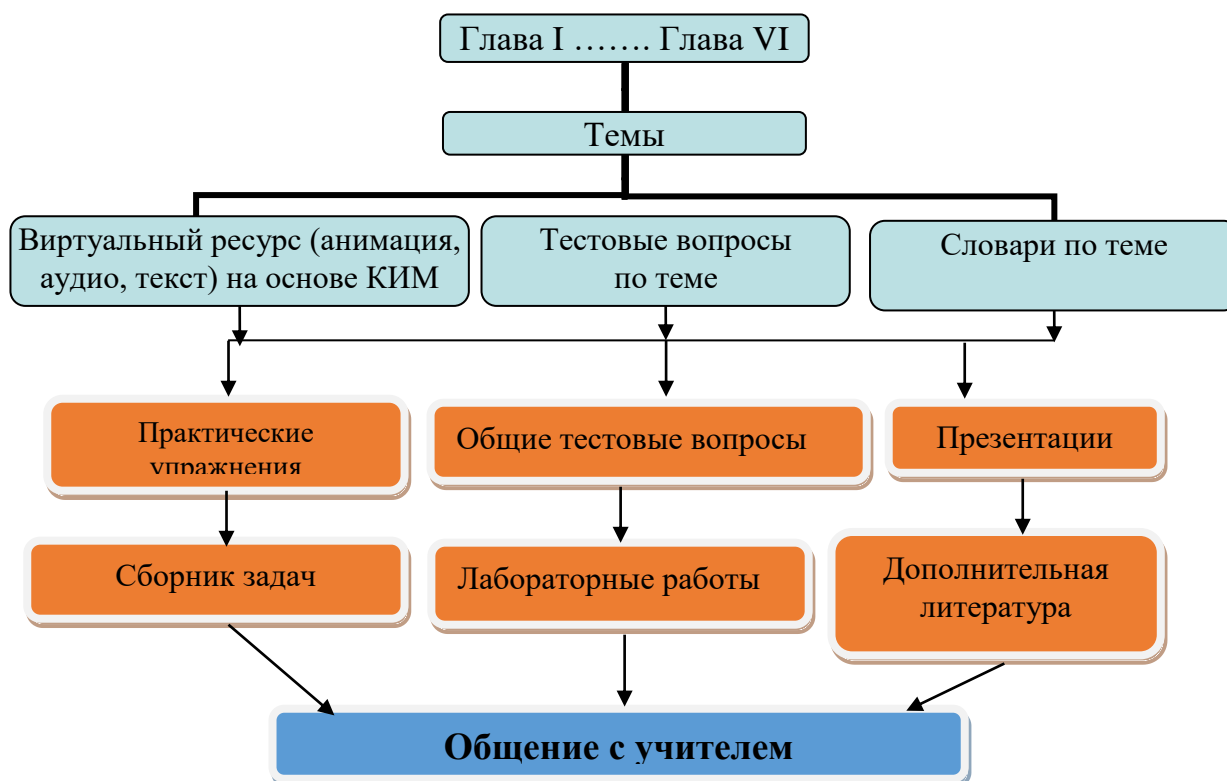 Глава I ……. Глава VI
Темы
Виртуальный ресурс (анимация,
аудио, текст) на основе КИМ
Тестовые вопросы
по теме
Словари по теме
Практические
упражнения
Общие тестовые вопросы
Презентации
Сборник задач
Лабораторные работы
Дополнительная
литература
Общение с учителем